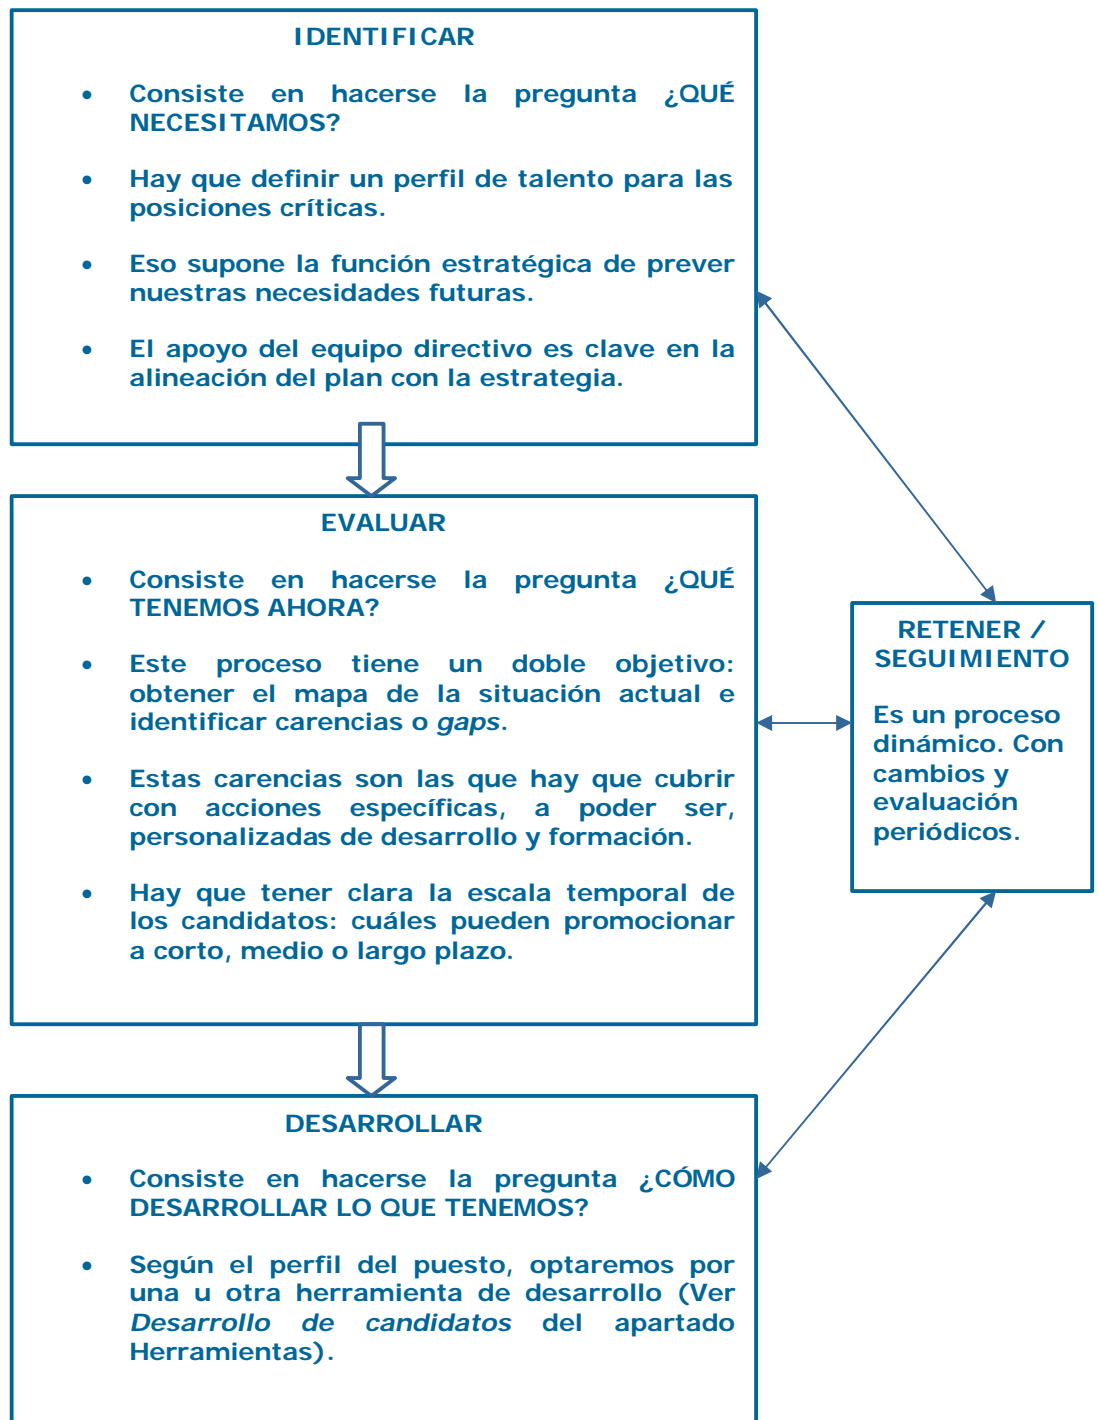 IDENTIFICAR
• Consiste en hacerse la pregunta ¿QUÉ
NECESITAMOS?
• Hay que definir un perfil de talento para las
posiciones críticas.
• Eso supone la función estratégica de prever
nuestras necesidades futuras.
• El apoyo del equipo directivo es clave en la
alineación del plan con la estrategia.
EVALUAR
• Consiste en hacerse la pregunta ¿QUÉ
TENEMOS AHORA?
• Este proceso tiene un doble objetivo:
obtener el mapa de la situación actual e
identificar carencias o gaps.
• Estas carencias son las que hay que cubrir
con acciones específicas, a poder ser,
personalizadas de desarrollo y formación.
• Hay que tener clara la escala temporal de
los candidatos: cuáles pueden promocionar
a corto, medio o largo plazo.
RETENER /
SEGUIMIENTO
Es un proceso
dinámico. Con
cambios y
evaluación
periódicos.
DESARROLLAR
• Consiste en hacerse la pregunta ¿CÓMO
DESARROLLAR LO QUE TENEMOS?
• Según el perfil del puesto, optaremos por
una u otra herramienta de desarrollo (Ver
Desarrollo de candidatos del apartado
Herramientas).